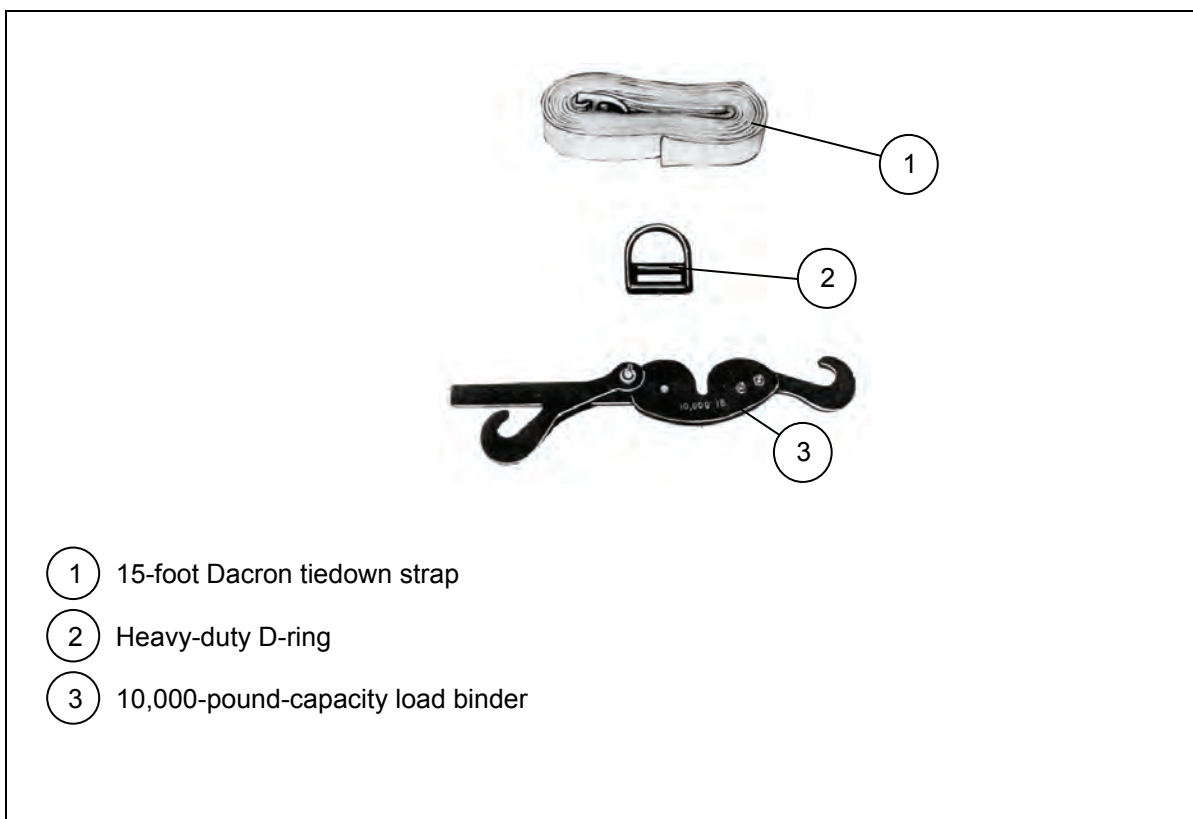 1
2
10,000 lb
3
1 15-foot Dacron tiedown strap
2 Heavy-duty D-ring
3 10,000-pound-capacity load binder